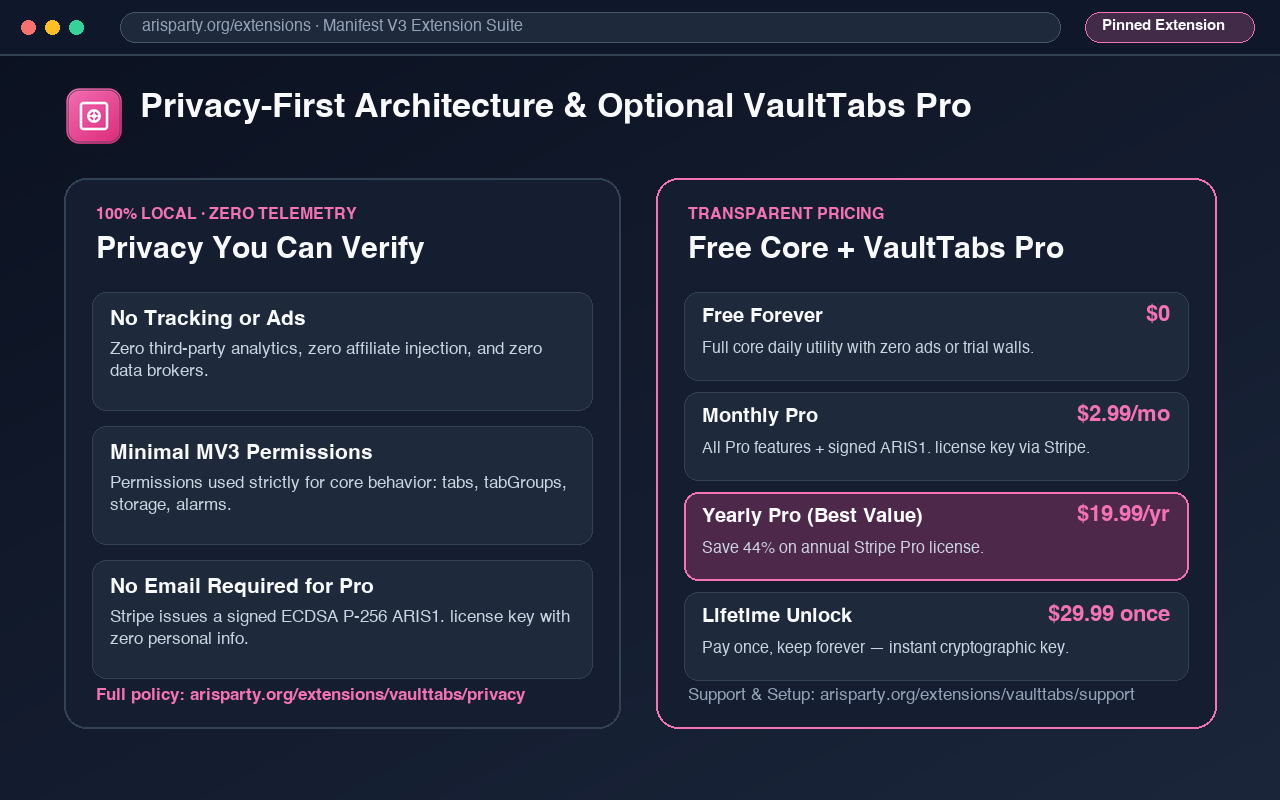 arisparty.org/extensions · Manifest V3 Extension Suite
Pinned Extension
Privacy-First Architecture & Optional VaultTabs Pro
100% LOCAL · ZERO TELEMETRY
Privacy You Can Verify
No Tracking or Ads
Zero third-party analytics, zero affiliate injection, and zero
data brokers.
Minimal MV3 Permissions
Permissions used strictly for core behavior: tabs, tabGroups,
storage, alarms.
No Email Required for Pro
Stripe issues a signed ECDSA P-256 ARIS1. license key with
zero personal info.
Full policy: arisparty.org/extensions/vaulttabs/privacy
TRANSPARENT PRICING
Free Core + VaultTabs Pro
Free Forever $0
Full core daily utility with zero ads or trial walls.
Monthly Pro $2.99/mo
All Pro features + signed ARIS1. license key via Stripe.
Yearly Pro (Best Value) $19.99/yr
Save 44% on annual Stripe Pro license.
Lifetime Unlock $29.99 once
Pay once, keep forever — instant cryptographic key.
Support & Setup: arisparty.org/extensions/vaulttabs/support